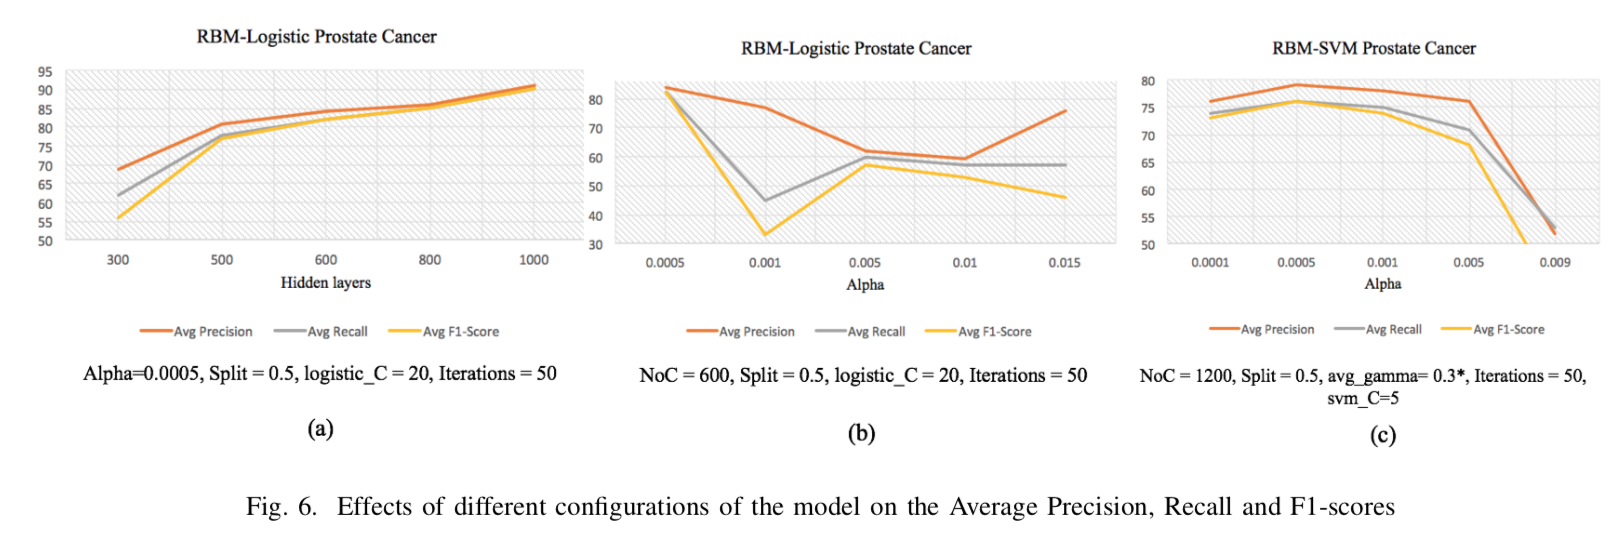 RBM-Logistic Prostate Cancer
95
90
85
80
75
70
65
60
55
50
300 500 600 800 1000
Hidden layers
Avg Precision Avg Recall Avg F1-Score
Alpha=0.0005, Split = 0.5, logistic_C = 20, Iterations = 50
(a)
RBM-Logistic Prostate Cancer
80
70
60
50
40
30
0.0005 0.001 0.005 0.01 0.015
Alpha
Avg Precision Avg Recall Avg F1-Score
NoC = 600, Split = 0.5, logistic_C = 20, Iterations = 50
(b)
RBM-SVM Prostate Cancer
80
75
70
65
60
55
50
0.0001 0.0005 0.001 0.005 0.009
Alpha
Avg Precision Avg Recall Avg F1-Score
NoC = 1200, Split = 0.5, avg_gamma= 0.3*, Iterations = 50,
svm_C=5
(c)
Fig. 6. Effects of different configurations of the model on the Average Precision, Recall and F1-scores